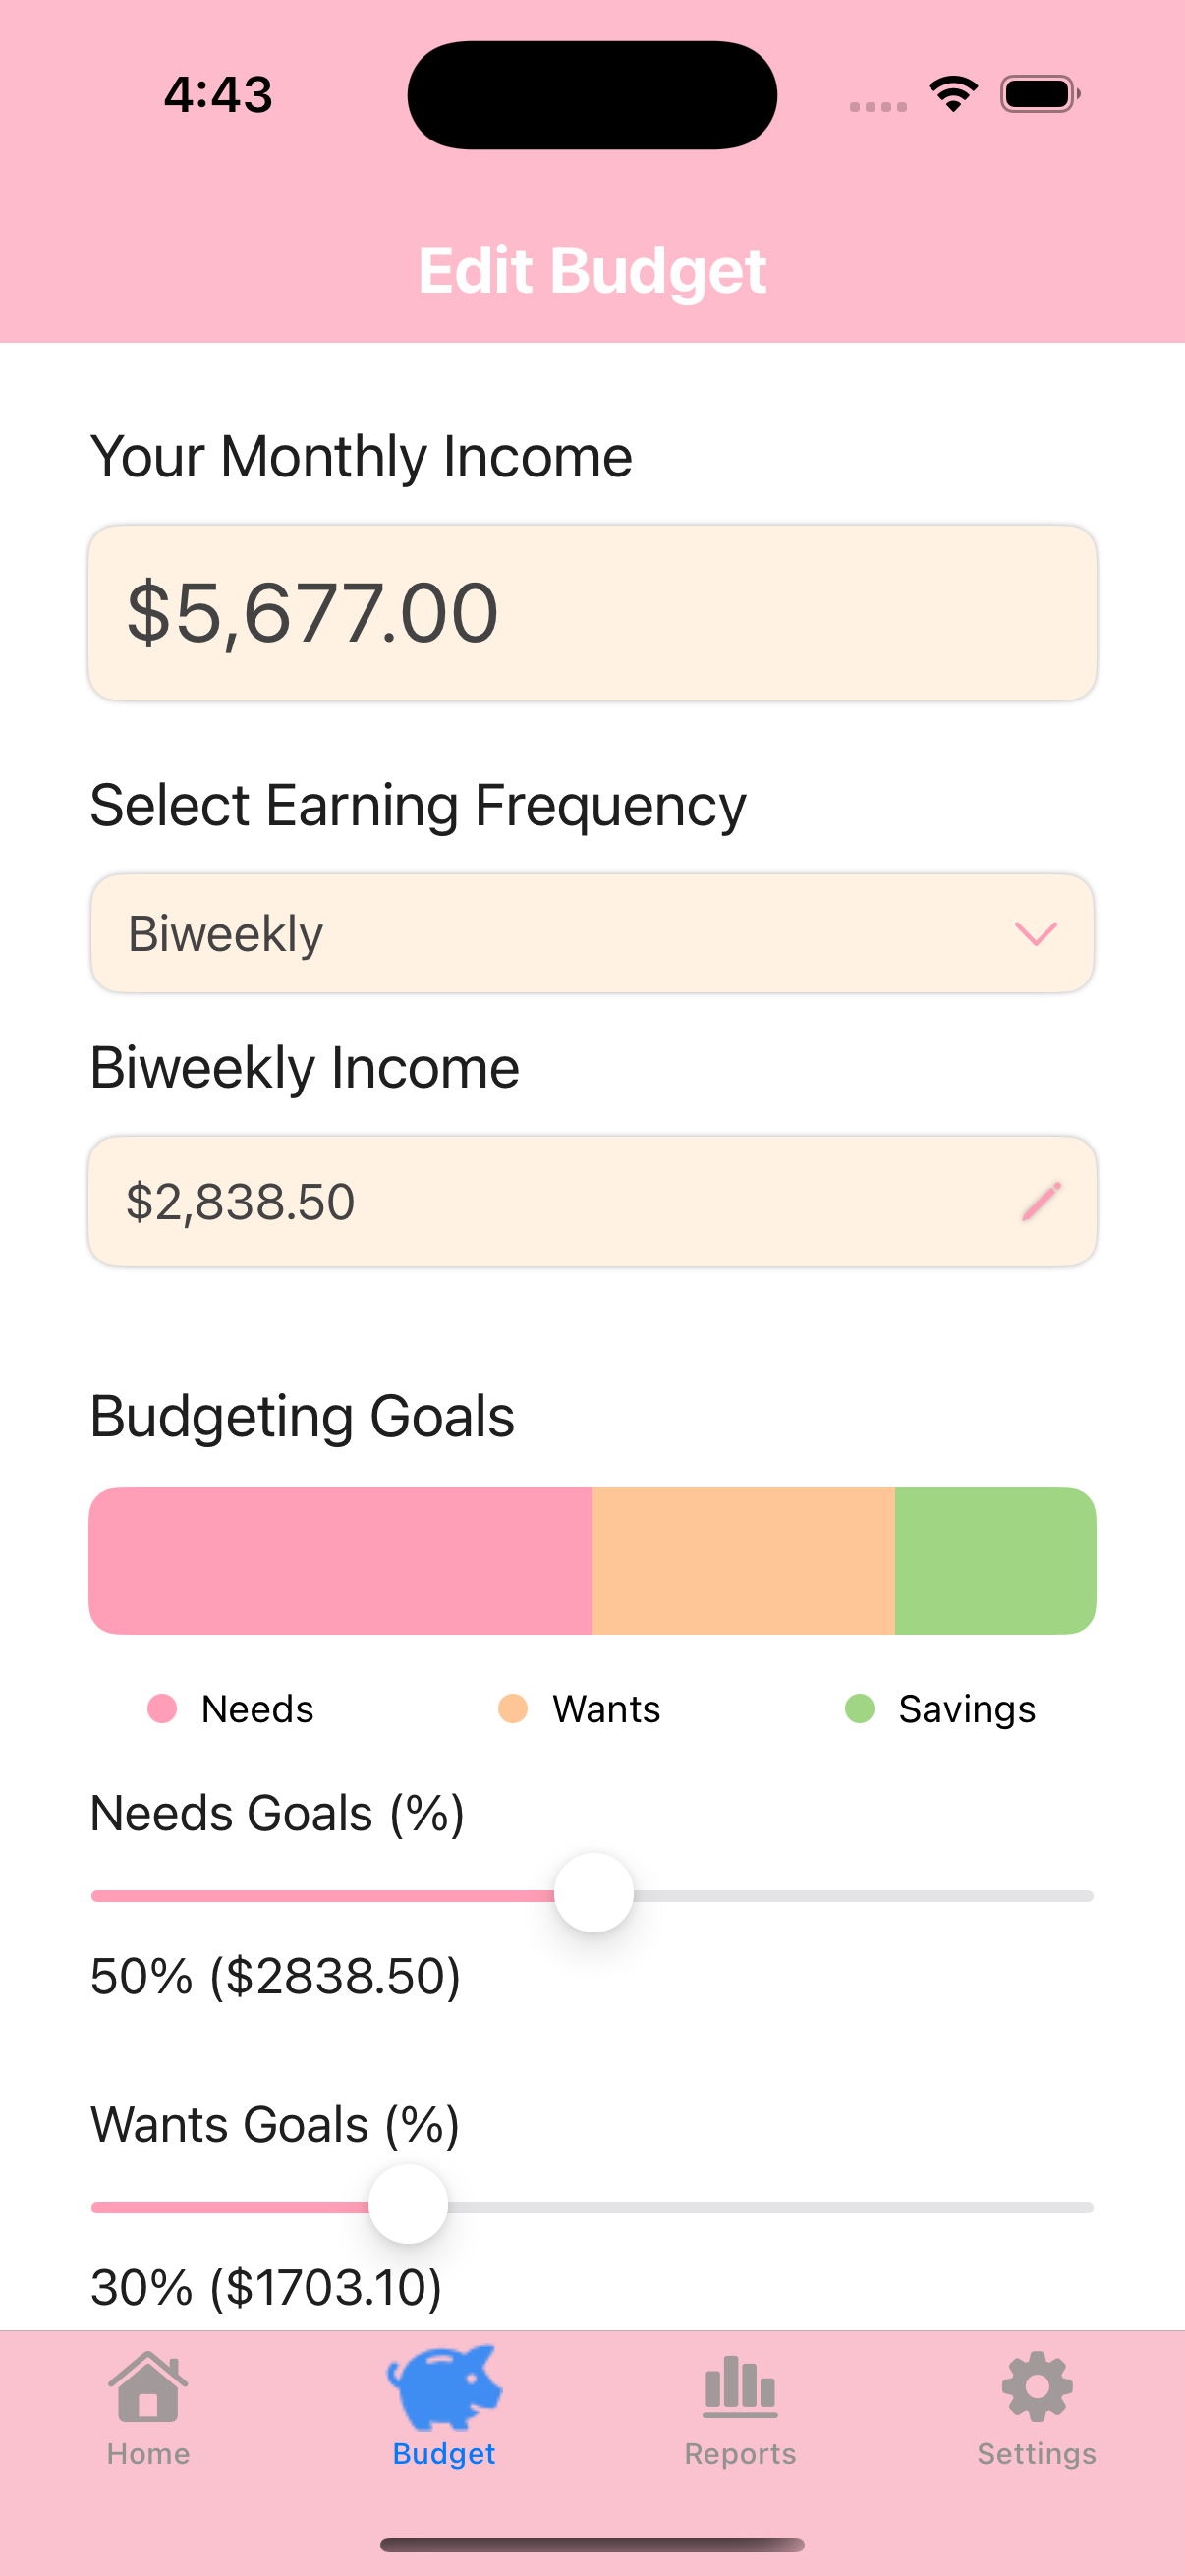 4:43
Edit Budget
Your Monthly Income
$5,677.00
Select Earning Frequency
Biweekly
Biweekly Income
$2,838.50
Budgeting Goals
Needs Wants Savings
Needs Goals (%)
50% ($2838.50)
Wants Goals (%)
30% ($1703.10)
Home Budget Reports Settings